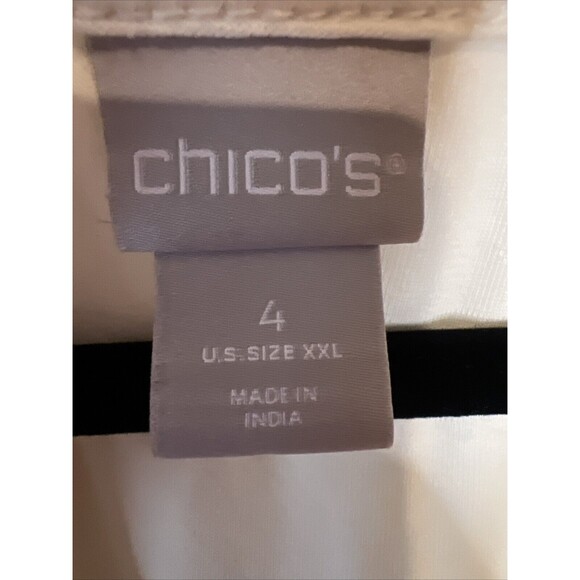 chico's®
4
U.S. SIZE XXL
MADE IN
INDIA